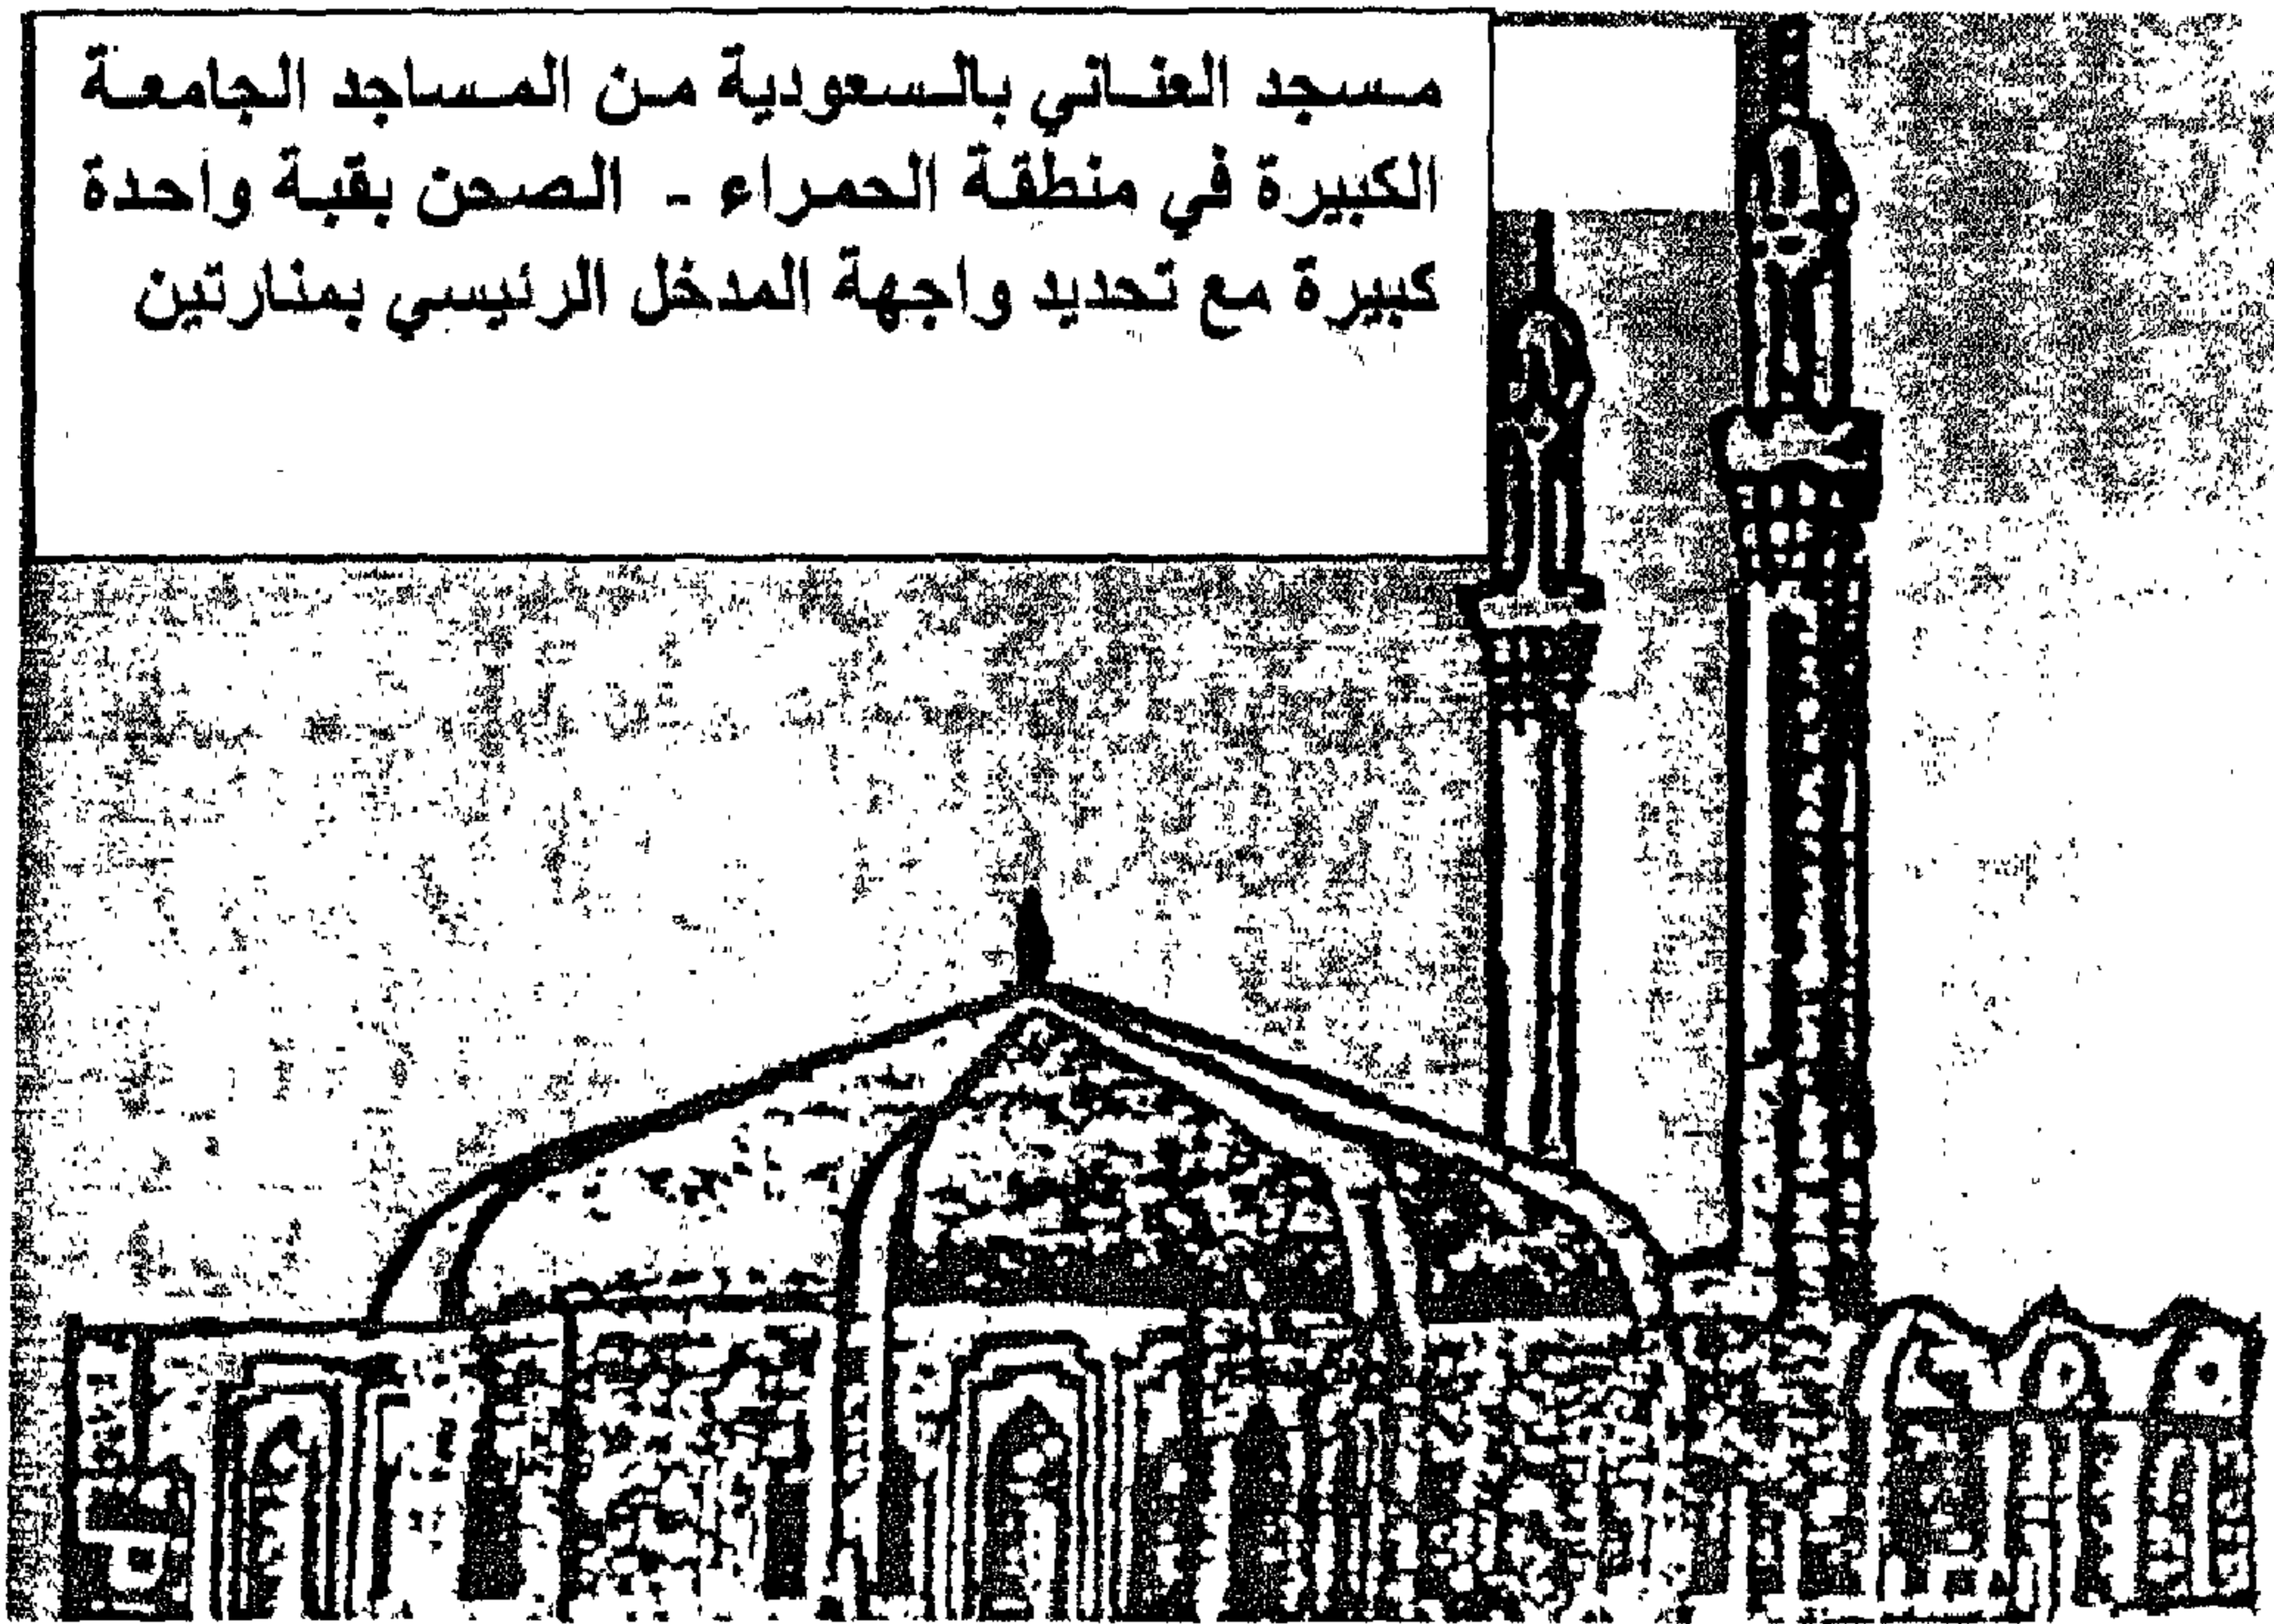 مسجد العناني بالسعودية من المساجد الجامعة
الكبيرة في منطقة الحمراء - الصحن بقبة واحدة
كبيرة مع تحديد واجهة المدخل الرئيسي بمنارتين